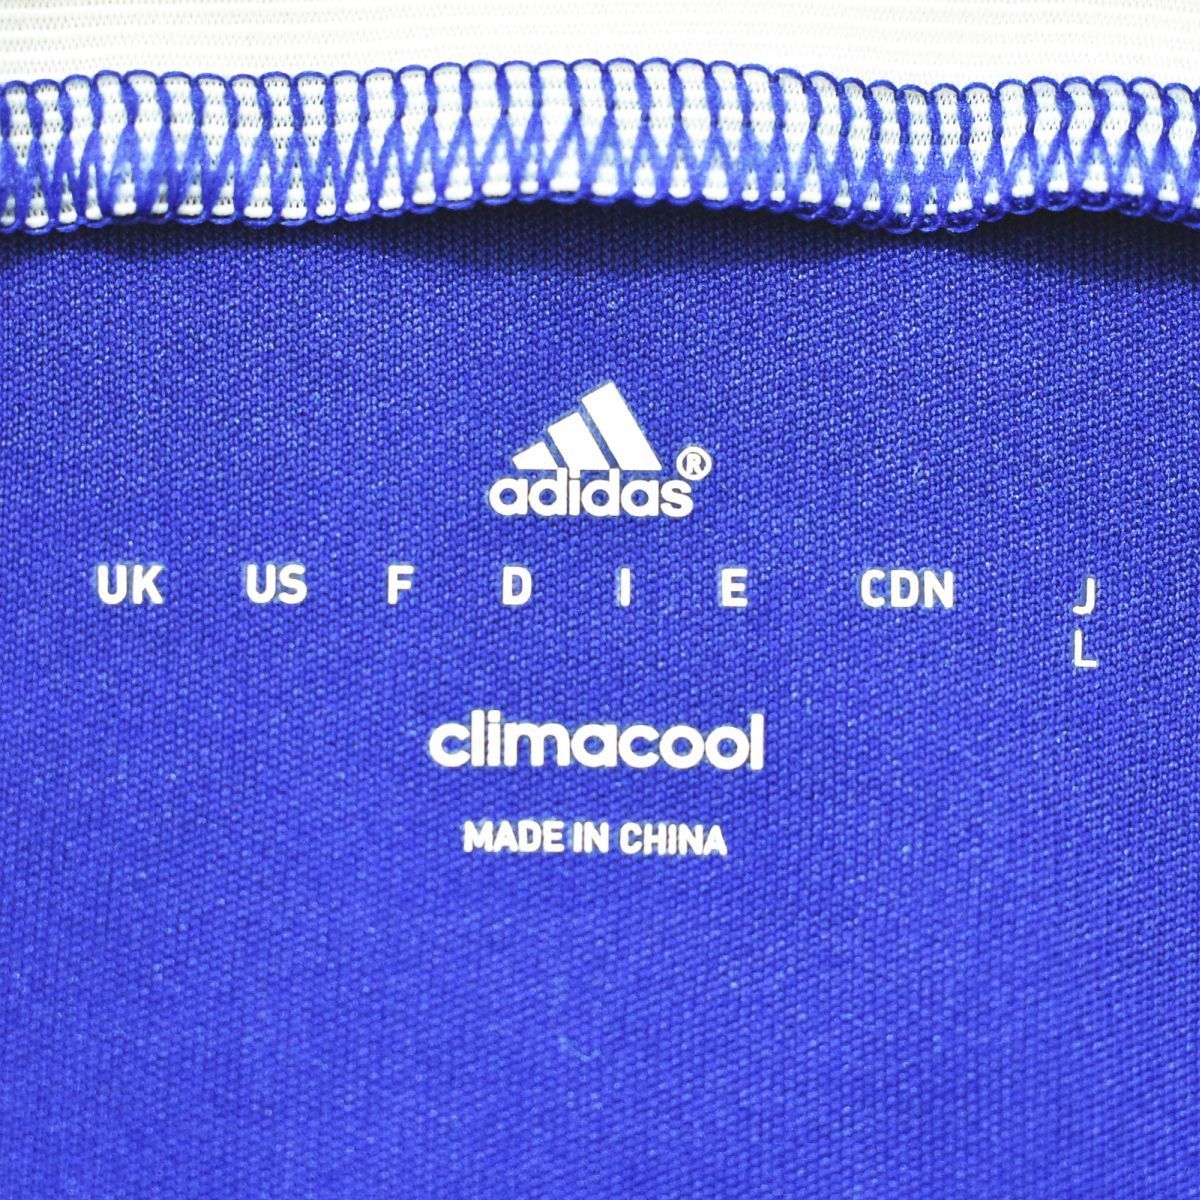 adidas®
UK US F D I E CDN J
L
climacool
MADE IN CHINA